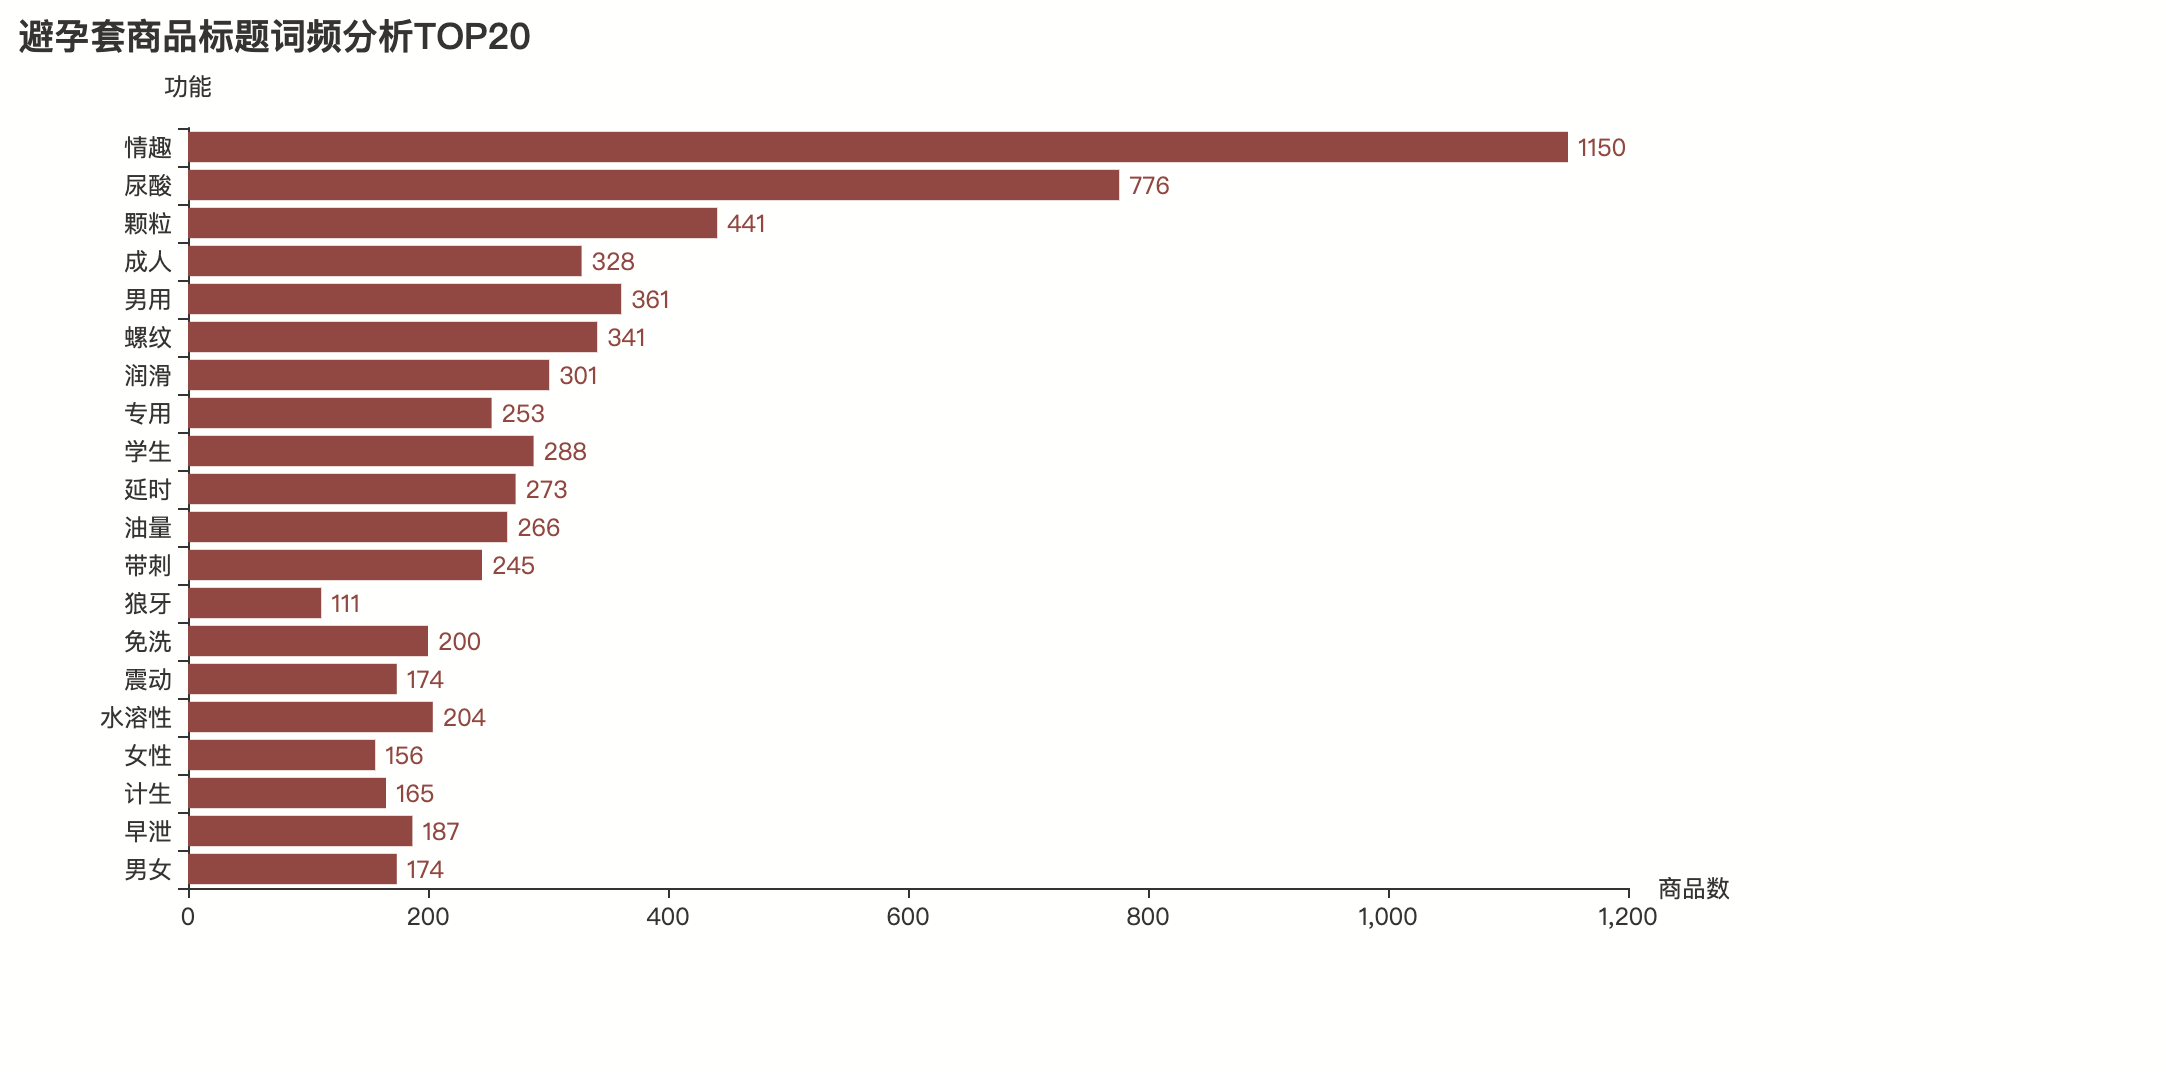 避孕套商品标题词频分析TOP20
功能
情趣 1150
尿酸 776
颗粒 441
成人 328
男用 361
螺纹 341
润滑 301
专用 253
学生 288
延时 273
油量 266
带刺 245
狼牙 111
免洗 200
震动 174
水溶性 204
女性 156
计生 165
早泄 187
男女 174
商品数
0 200 400 600 800 1,000 1,200